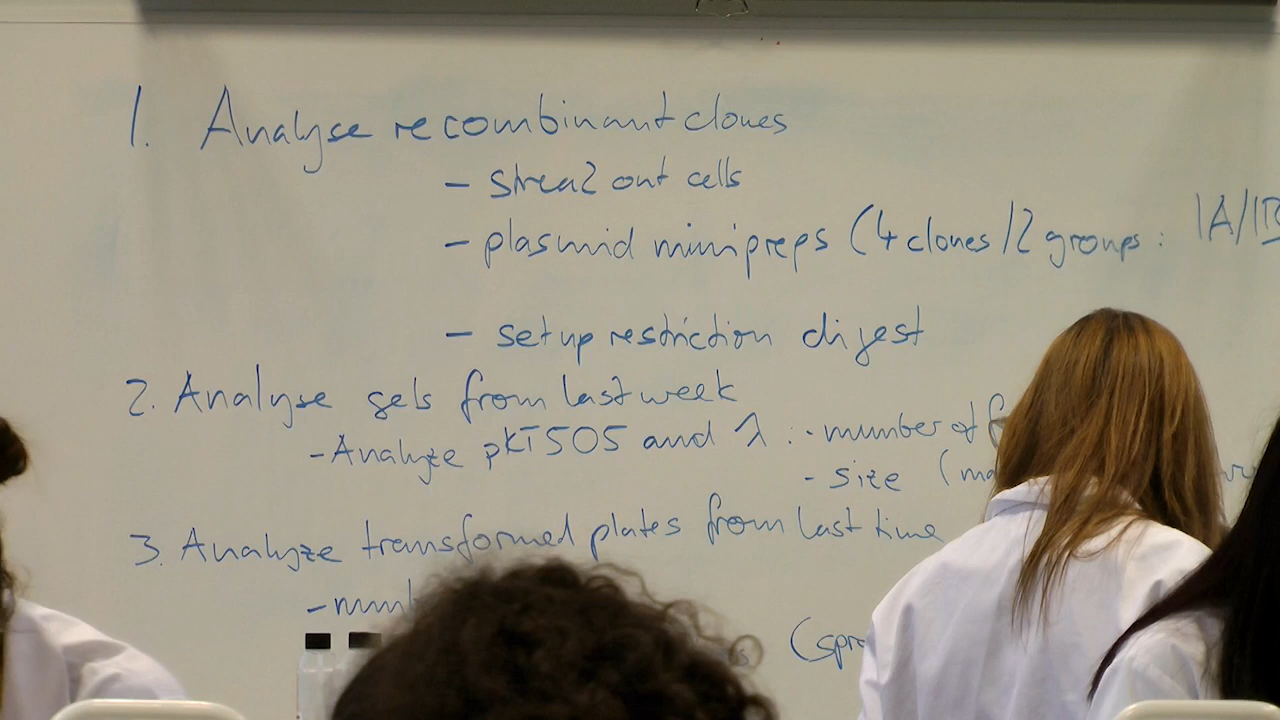 1. Analyse recombinant clones
- streak out cells
- plasmid minipreps (4 clones/2 groups: 1A/1B
- setup restriction digest
2. Analyse gels from last week
- Analyze pKT505 and λ: - number of
- size
3. Analyze transformed plates from last time